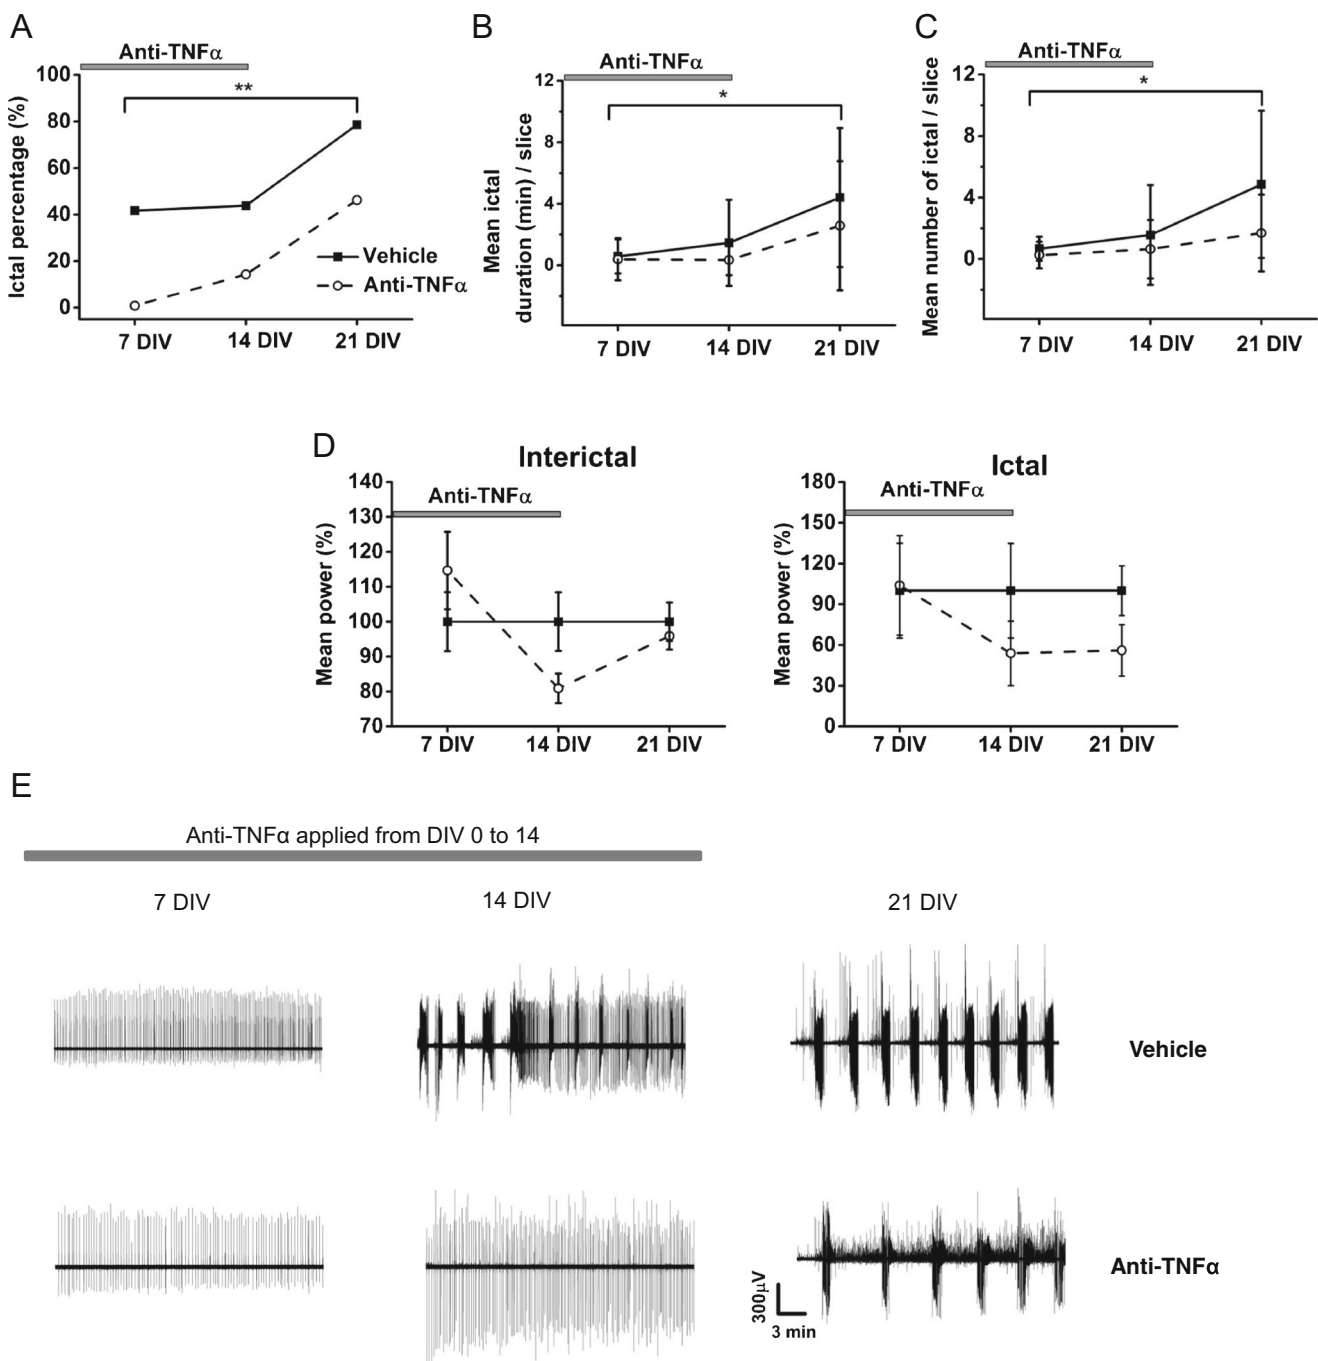 A
Anti-TNFα
Ictal percentage (%)
100
80
60
40
20
0
**
Vehicle
Anti-TNFα
7 DIV
14 DIV
21 DIV
B
Anti-TNFα
Mean ictal
duration (min) / slice
12
8
4
0
*
7 DIV
14 DIV
21 DIV
C
Anti-TNFα
Mean number of ictal / slice
12
8
4
0
*
7 DIV
14 DIV
21 DIV
D
Interictal
Anti-TNFα
Mean power (%)
140
130
120
110
100
90
80
70
7 DIV
14 DIV
21 DIV
Ictal
Anti-TNFα
Mean power (%)
180
150
120
90
60
30
0
7 DIV
14 DIV
21 DIV
E
Anti-TNFα applied from DIV 0 to 14
7 DIV
14 DIV
21 DIV
Vehicle
Anti-TNFα
300µV
3 min